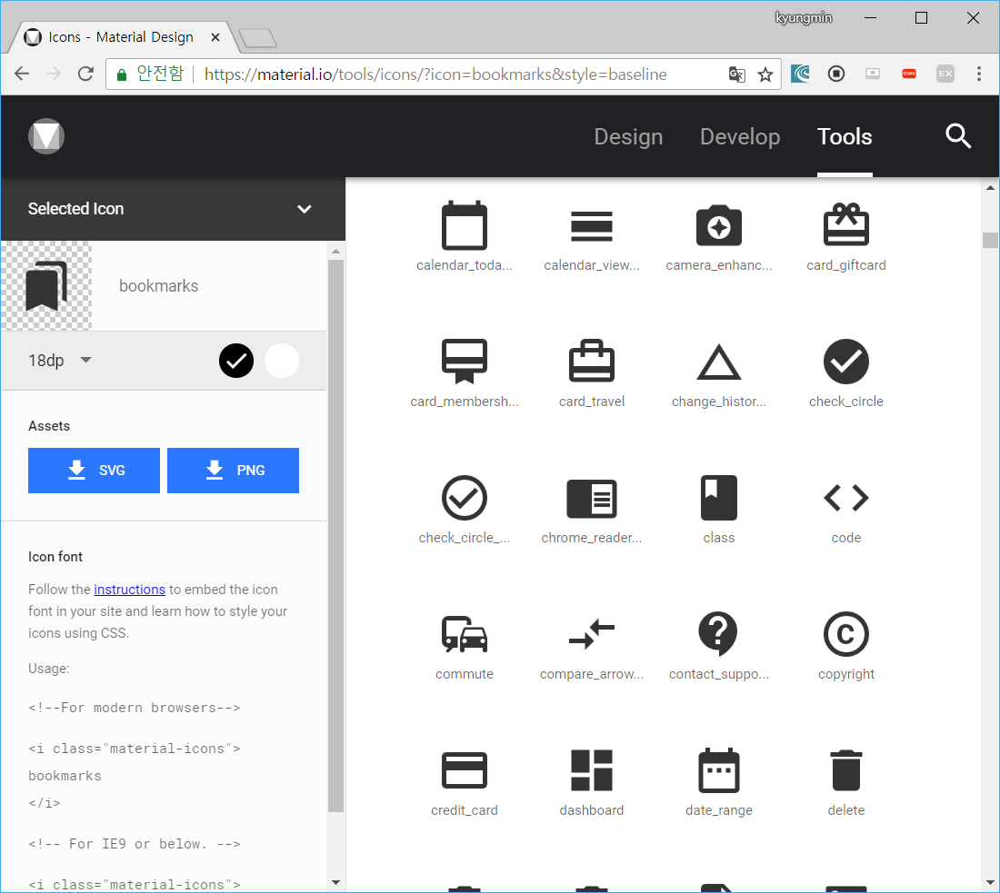 kyungmin
Icons - Material Design
안전함
https://material.io/tools/icons/?icon=bookmarks&style=baseline
CORS
EX
Design Develop Tools
Selected Icon
bookmarks
18dp
Assets
SVG PNG
Icon font
Follow the instructions to embed the icon
font in your site and learn how to style your
icons using CSS.
Usage:
<!--For modern browsers-->
<i class="material-icons">
bookmarks
</i>
<!-- For IE9 or below. -->
<i class="material-icons">
calendar_toda... calendar_view... camera_enhanc... card_giftcard
card_membersh... card_travel change_histor... check_circle
check_circle_... chrome_reader... class code
commute compare_arrow... contact_suppo... copyright
credit_card dashboard date_range delete